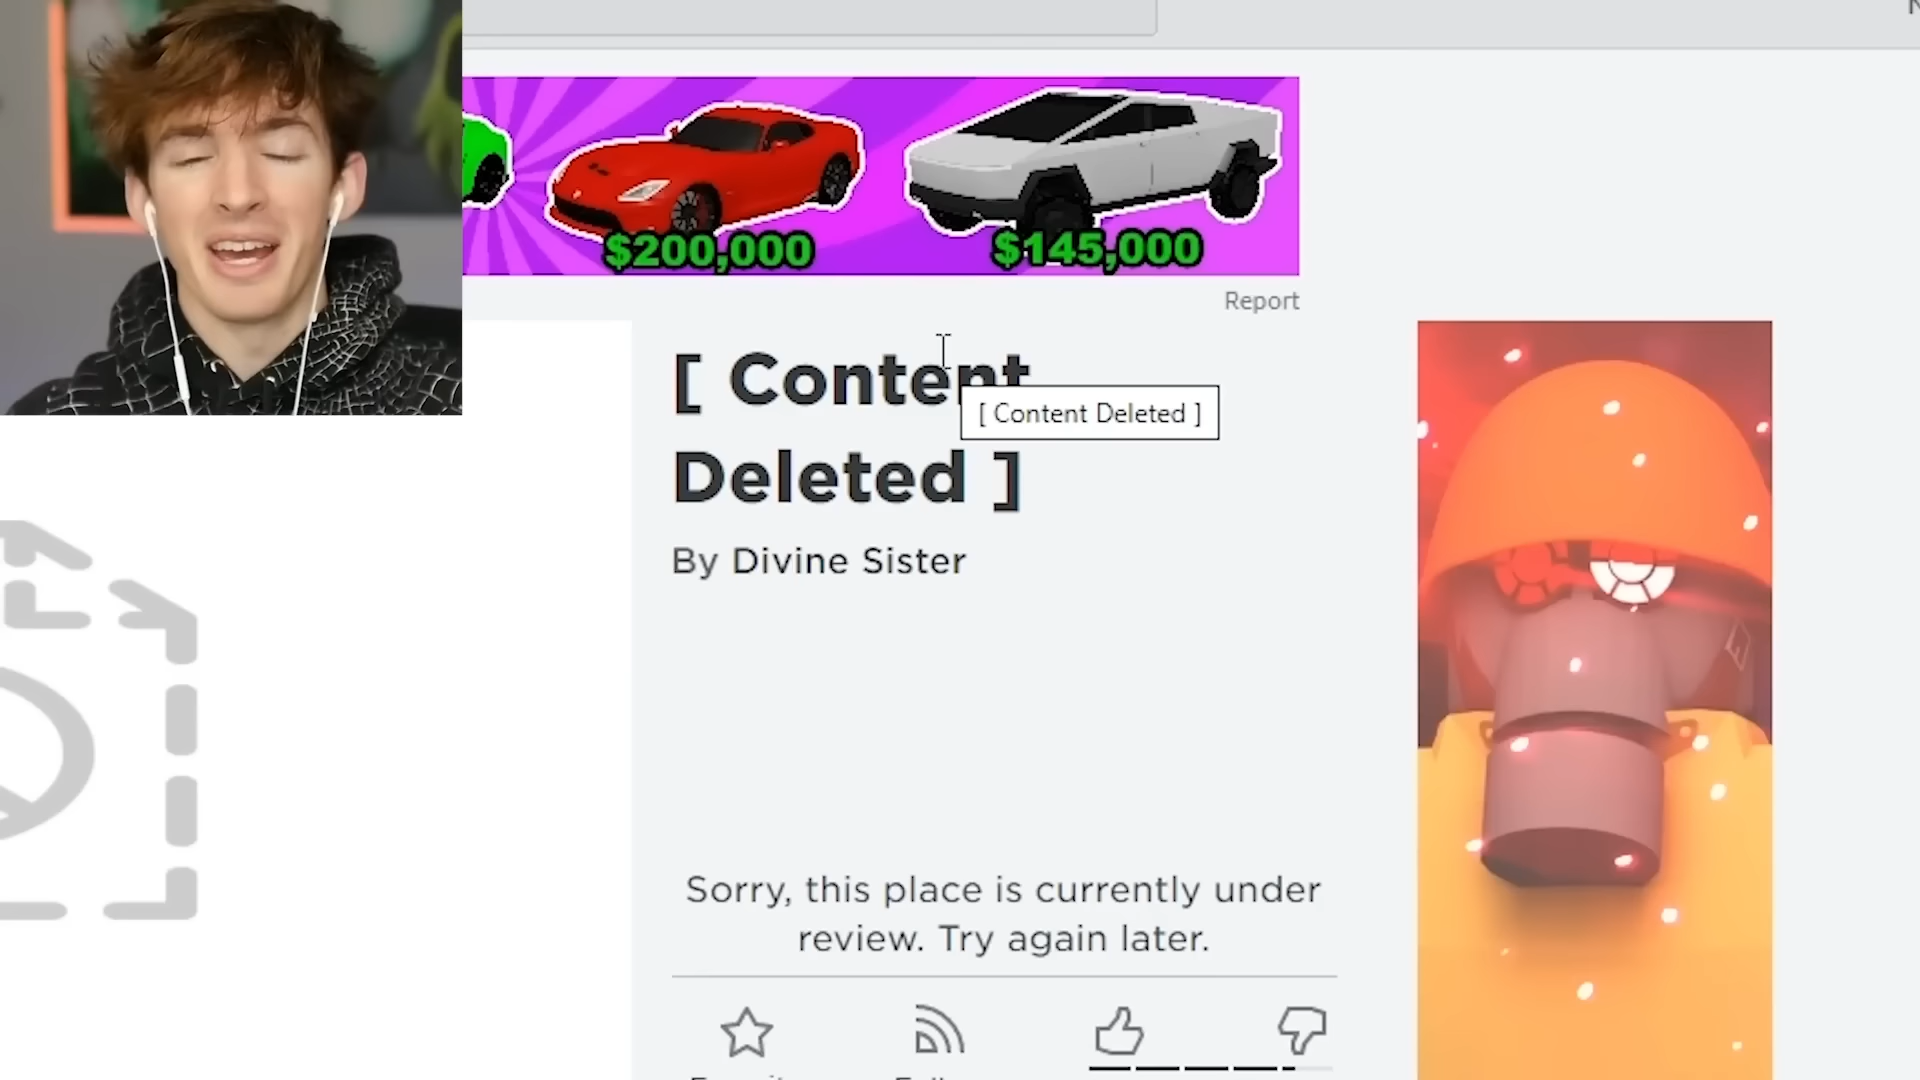 $200,000
$145,000
Report
[ Content
Deleted ]
[ Content Deleted ]
By Divine Sister
Sorry, this place is currently under
review. Try again later.